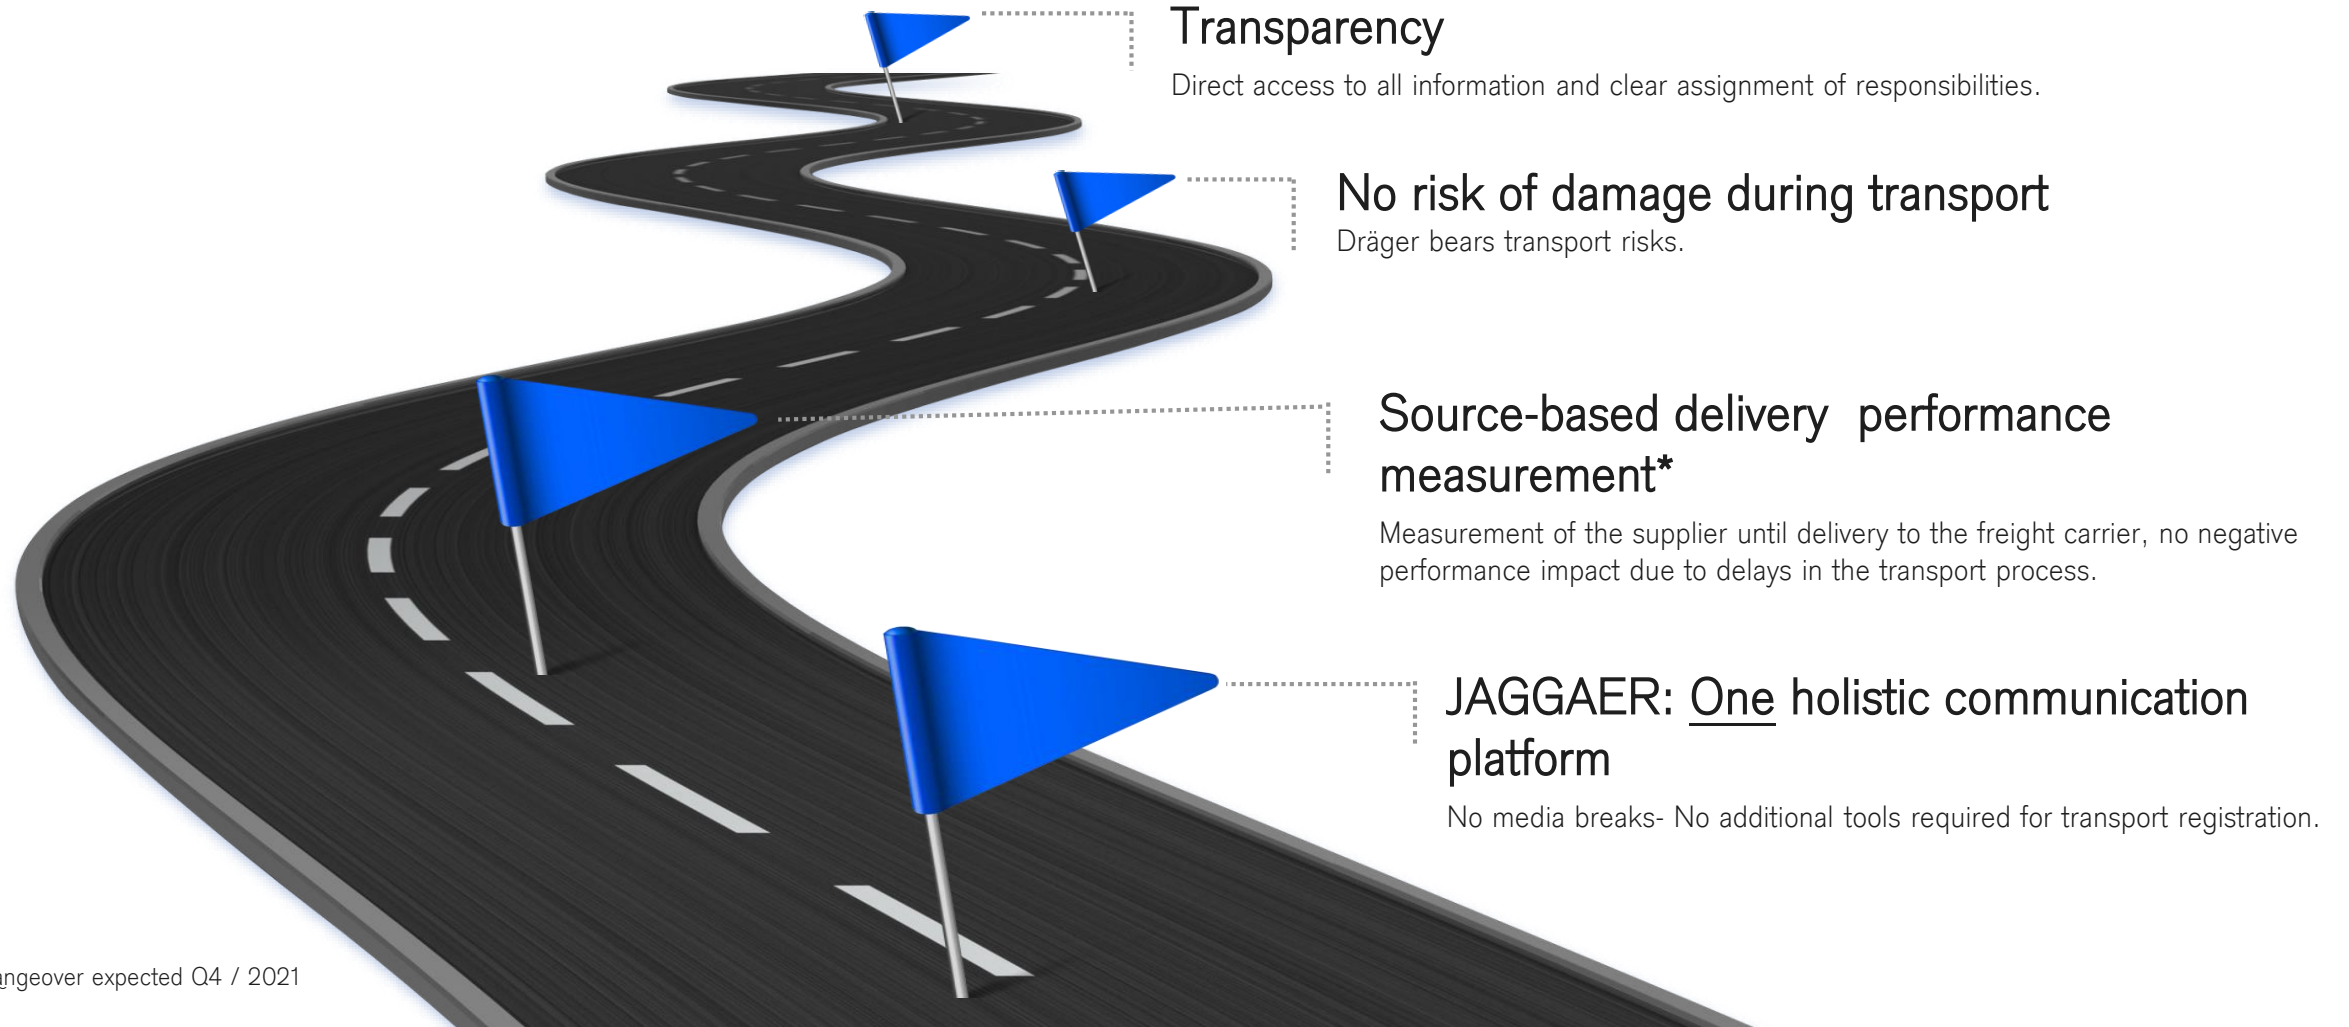 Transparency
Direct access to all information and clear assignment of responsibilities.
No risk of damage during transport
Dräger bears transport risks.
Source-based delivery performance
measurement*
Measurement of the supplier until delivery to the freight carrier, no negative
performance impact due to delays in the transport process.
JAGGAER: One holistic communication
platform
No media breaks- No additional tools required for transport registration.
expected Q4 / 2021